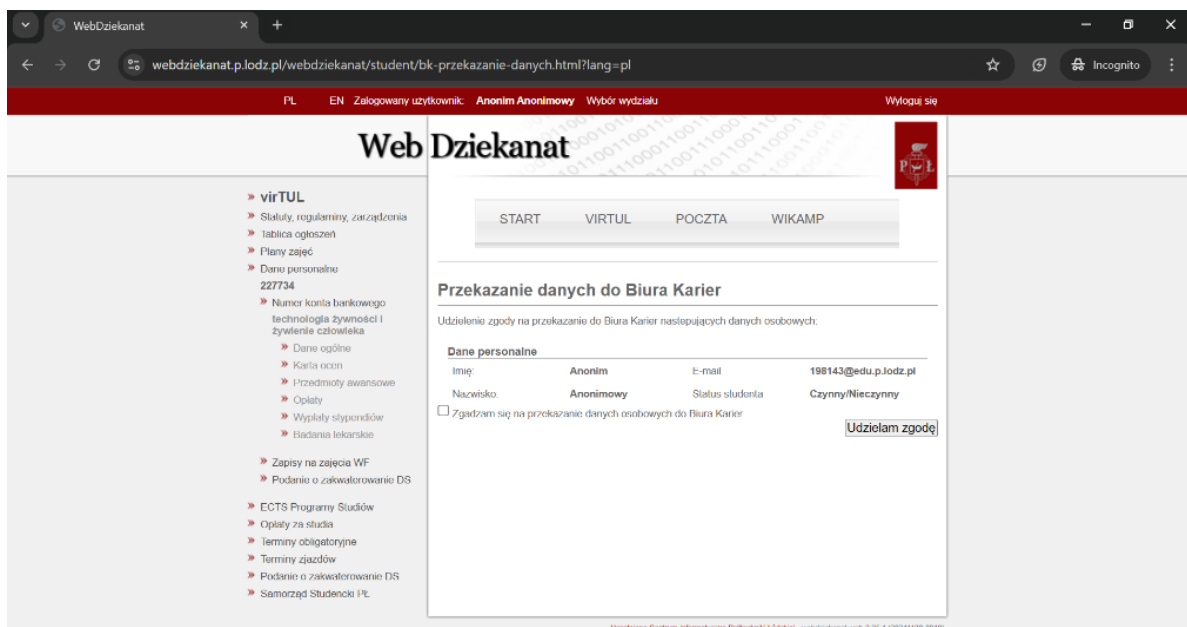 WebDziekanat
webdziekanat.p.lodz.pl/webdziekanat/student/bk-przekazanie-danych.html?lang=pl
Incognito
PL EN Zalogowany użytkownik: Anonim Anonimowy Wybór wydziału Wyloguj się
Web Dziekanat
P Ł
virTUL
Statuty, regulaminy, zarządzenia
Tablica ogłoszeń
Plany zajęć
Dane personalne
227734
Numer konta bankowego
technologia żywności i
żywienie człowieka
Dane ogólne
Karta ocen
Przedmioty awansowe
Opłaty
Wypłaty stypendiów
Badania lekarskie
Zapisy na zajęcia WF
Podanie o zakwaterowanie DS
ECTS Programy Studiów
Opłaty za studia
Terminy obligatoryjne
Terminy zjazdów
Podanie o zakwaterowanie DS
Samorząd Studencki PŁ
START VIRTUL POCZTA WIKAMP
Przekazanie danych do Biura Karier
Udzielenie zgody na przekazanie do Biura Karier następujących danych osobowych:
Dane personalne
Imię: Anonim E-mail 198143@edu.p.lodz.pl
Nazwisko: Anonimowy Status studenta Czynny/Nieczynny
Zgadzam się na przekazanie danych osobowych do Biura Karier
Udzielam zgodę